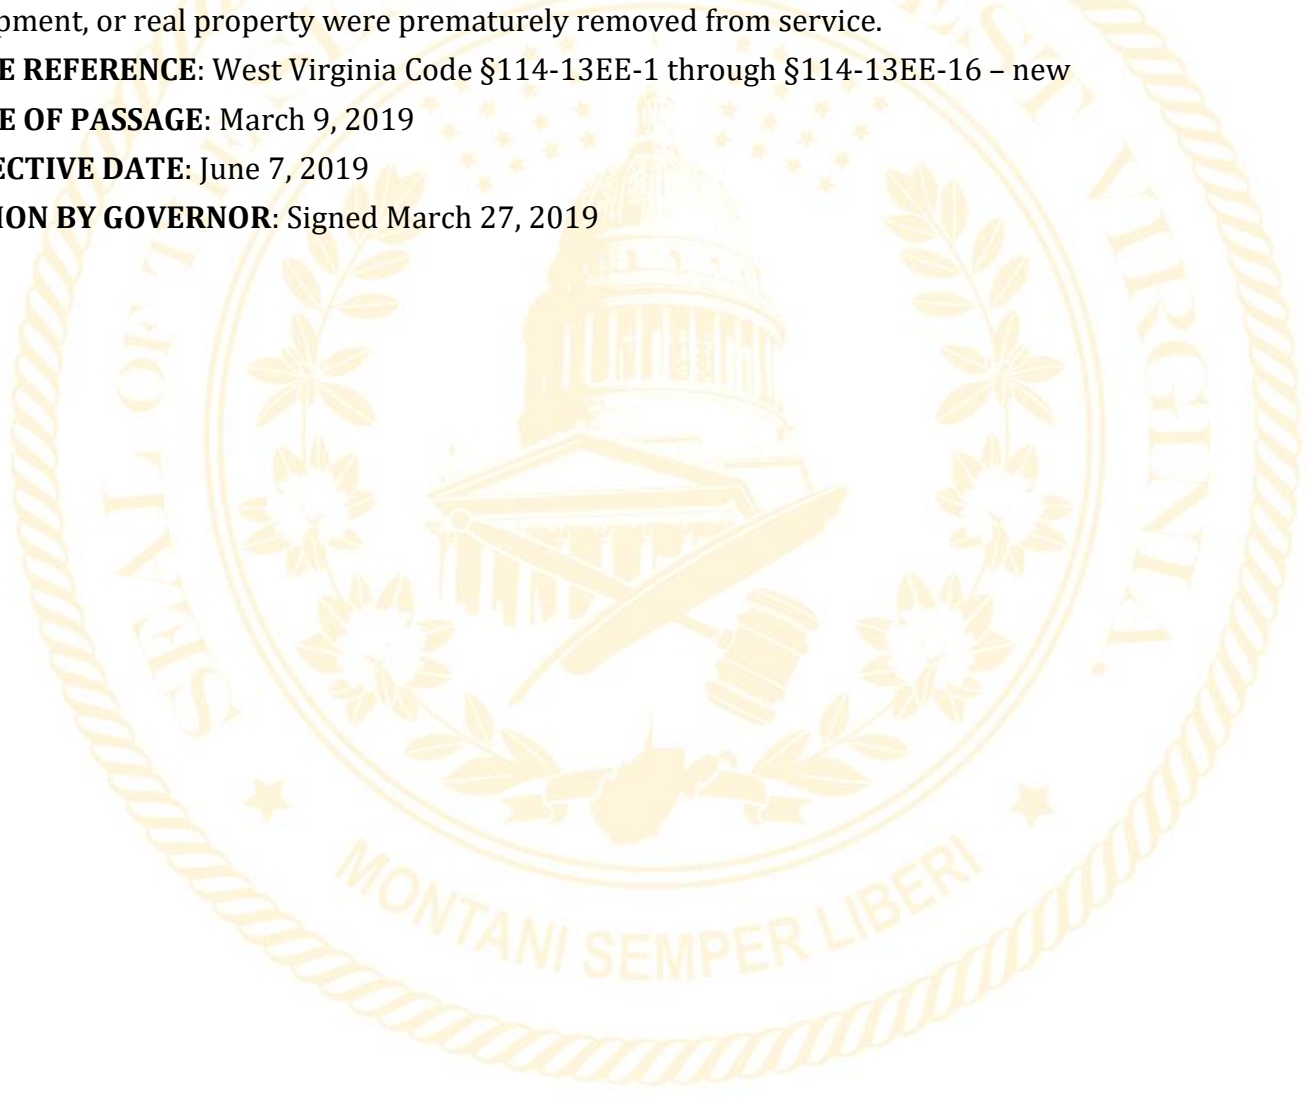 pment, or real property were prematurely removed from service.
E REFERENCE: West Virginia Code §114-13EE-1 through §114-13EE-16 – new
E OF PASSAGE: March 9, 2019
ECTIVE DATE: June 7, 2019
ION BY GOVERNOR: Signed March 27, 2019
MONTANI SEMPER LIBERI